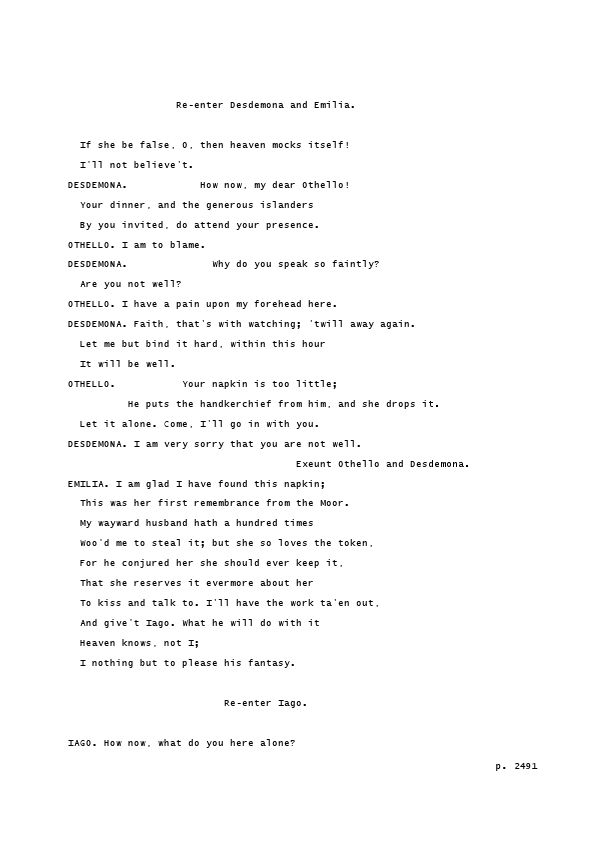 Re-enter Desdemona and Emilia.
If she be false, O, then heaven mocks itself!
I'll not believe't.
DESDEMONA.            How now, my dear Othello!
Your dinner, and the generous islanders
By you invited, do attend your presence.
OTHELLO. I am to blame.
DESDEMONA.              Why do you speak so faintly?
Are you not well?
OTHELLO. I have a pain upon my forehead here.
DESDEMONA. Faith, that's with watching; 'twill away again.
Let me but bind it hard, within this hour
It will be well.
OTHELLO.           Your napkin is too little;
He puts the handkerchief from him, and she drops it.
Let it alone. Come, I'll go in with you.
DESDEMONA. I am very sorry that you are not well.
Exeunt Othello and Desdemona.
EMILIA. I am glad I have found this napkin;
This was her first remembrance from the Moor.
My wayward husband hath a hundred times
Woo'd me to steal it; but she so loves the token,
For he conjured her she should ever keep it,
That she reserves it evermore about her
To kiss and talk to. I'll have the work ta'en out,
And give't Iago. What he will do with it
Heaven knows, not I;
I nothing but to please his fantasy.
Re-enter Iago.
IAGO. How now, what do you here alone?
p. 2491